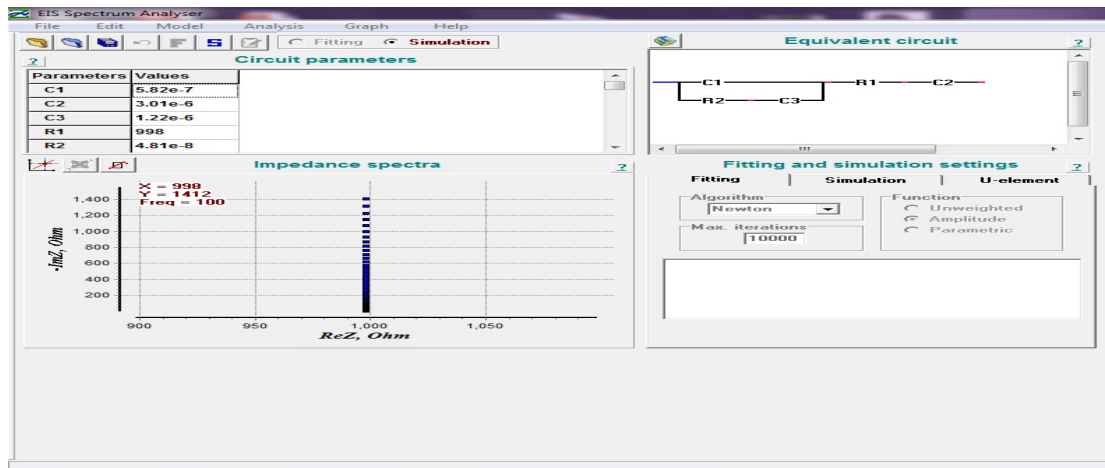 EIS Spectrum Analyser
File Edit Model Analysis Graph Help
Fitting Simulation
Equivalent circuit ?
? Circuit parameters
Parameters Values
C1 5.82e-7
C2 3.01e-6
C3 1.22e-6
R1 998
R2 4.81e-8
C1 R1 C2
R2 C3
Impedance spectra ?
X = 998
Y = 1412
Freq = 100
1,400
1,200
1,000
800
600
400
200
-ImZ, Ohm
900 950 1,000 1,050
ReZ, Ohm
Fitting and simulation settings ?
Fitting Simulation U-element
Algorithm
Newton
Max. iterations
10000
Function
Unweighted
Amplitude
Parametric